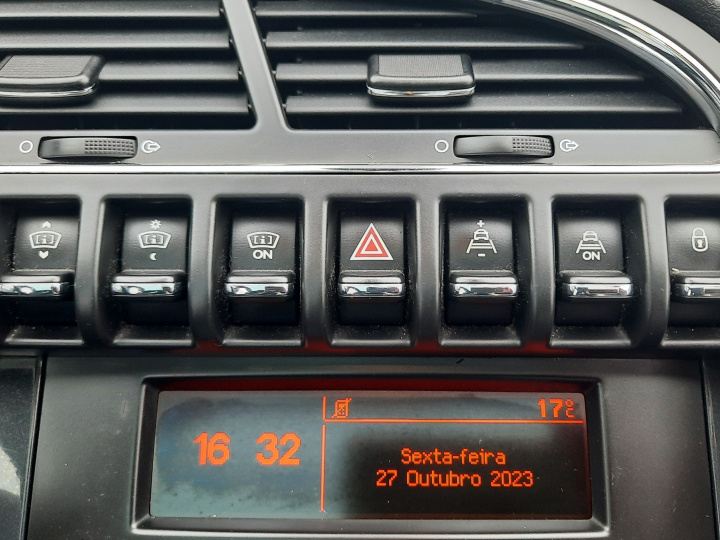 ON
+
-
ON
17°C
16 32
Sexta-feira
27 Outubro 2023